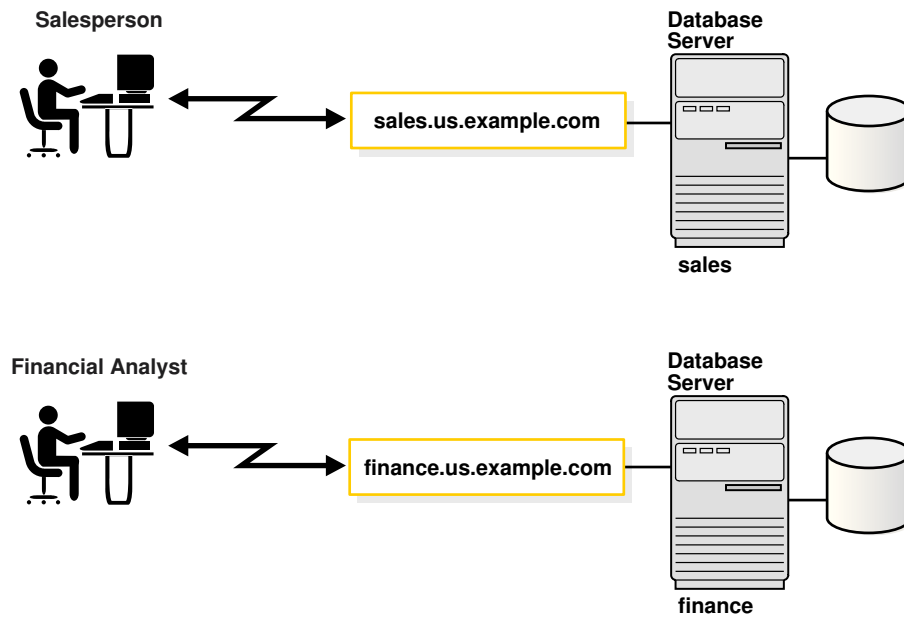 Salesperson
Database
Server
sales.us.example.com
sales
Financial Analyst
Database
Server
finance.us.example.com
finance